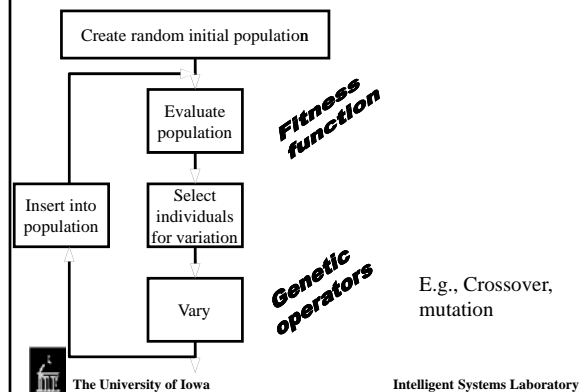 Create random initial population
Evaluate
population
Fitness
function
Insert into
population
Select
individuals
for variation
Vary
Genetic
operators
E.g., Crossover,
mutation
The University of Iowa
Intelligent Systems Laboratory